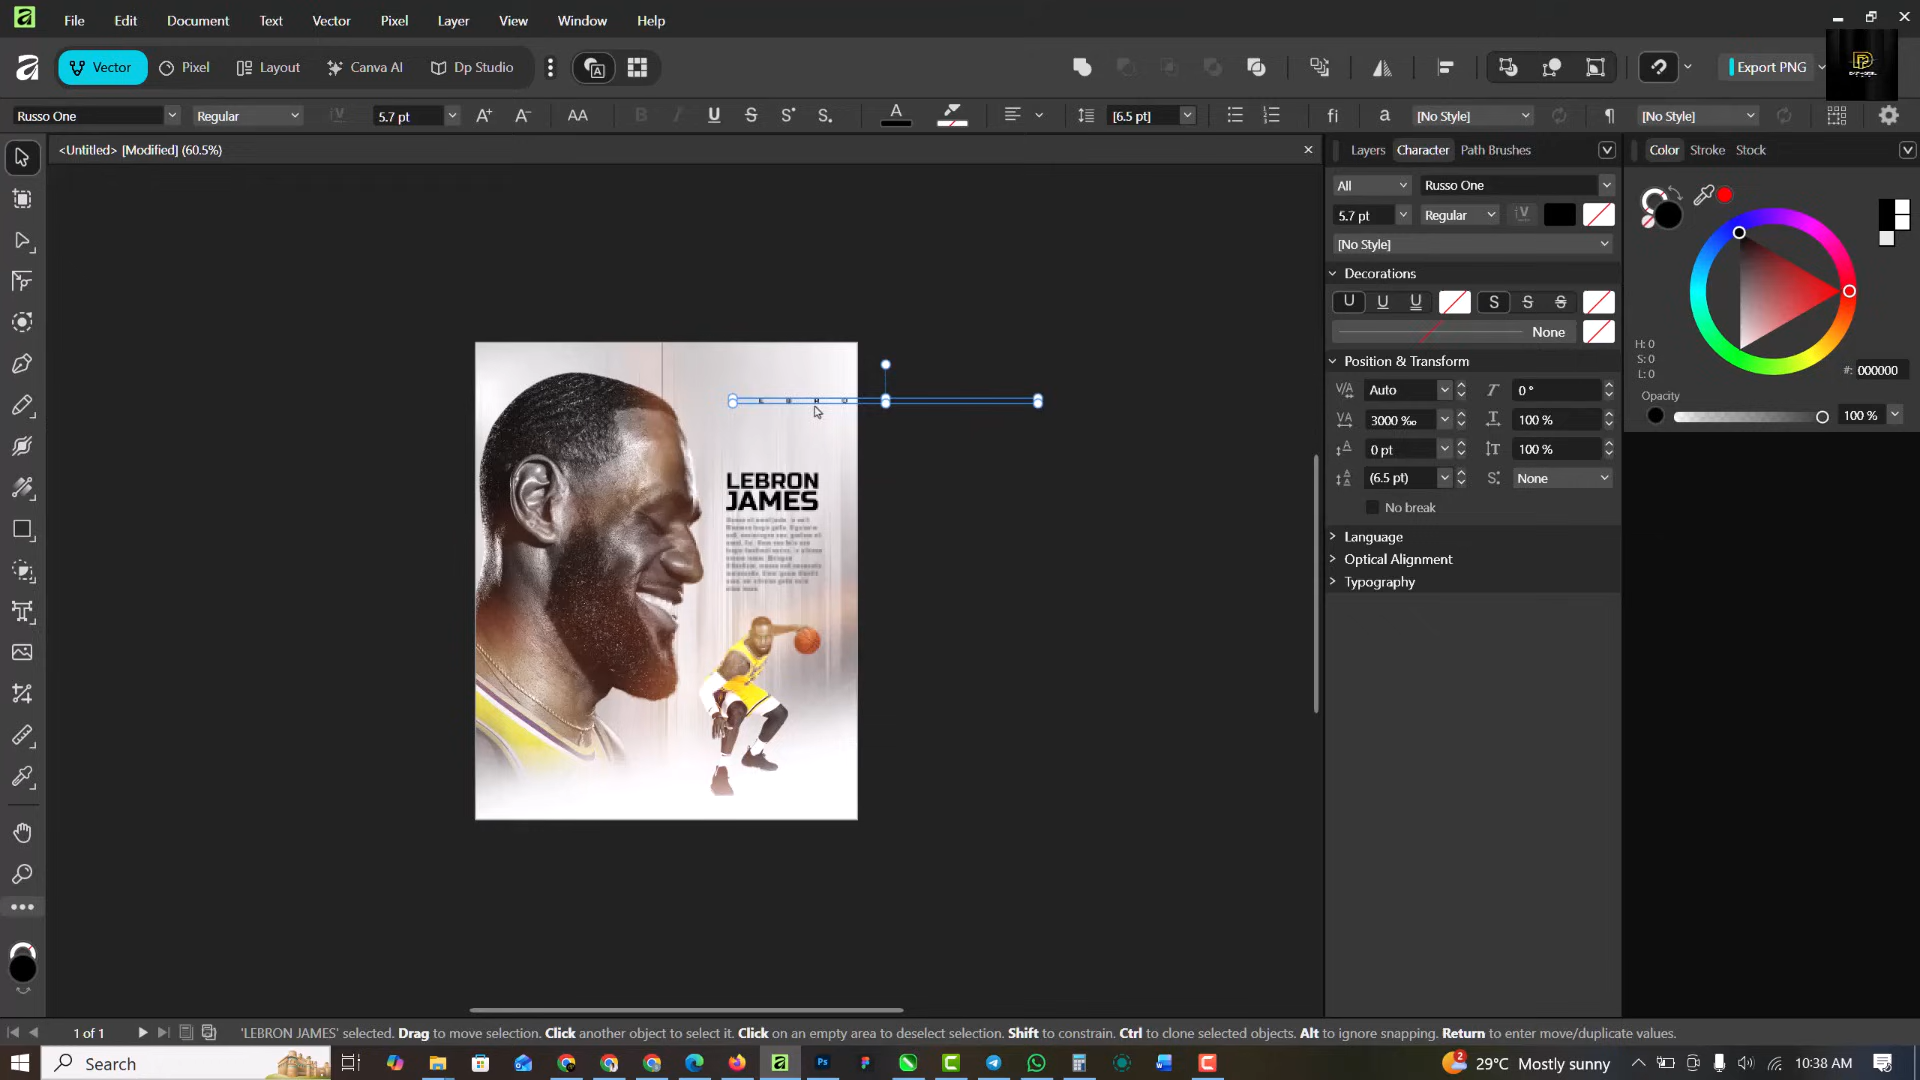 File Edit Document Text Vector Pixel Layer View Window Help
Vector Pixel Layout Canva AI Dp Studio Export PNG
Russo One Regular 5.7 pt AA [6.5 pt] [No Style] [No Style]
<Untitled> [Modified] (60.5%)
Layers Character Path Brushes
Color Stroke Stock
All Russo One
5.7 pt Regular
[No Style]
Decorations
None
Position & Transform
Auto 0 °
3000 ‰ 100 %
0 pt 100 %
(6.5 pt) None
No break
Language
Optical Alignment
Typography
H: 0
S: 0
L: 0
#: 000000
Opacity
100 %
LEBRON
JAMES
1 of 1 'LEBRON JAMES' selected. Drag to move selection. Click another object to select it. Click on an empty area to deselect selection. Shift to constrain. Ctrl to clone selected objects. Alt to ignore snapping. Return to enter move/duplicate values.
Search 29°C Mostly sunny 10:38 AM